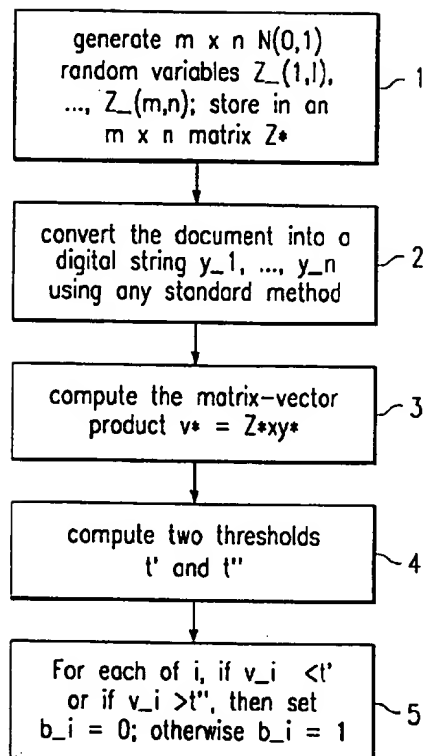 generate m x n N(0,1)
random variables Z_(1,l),
..., Z_(m,n); store in an
m x n matrix Z*
1
convert the document into a
digital string y_1, ..., y_n
using any standard method
2
compute the matrix-vector
product v* = Z*xy*
3
compute two thresholds
t' and t"
4
For each of i, if v_i <t'
or if v_i >t", then set
b_i = 0; otherwise b_i = 1
5